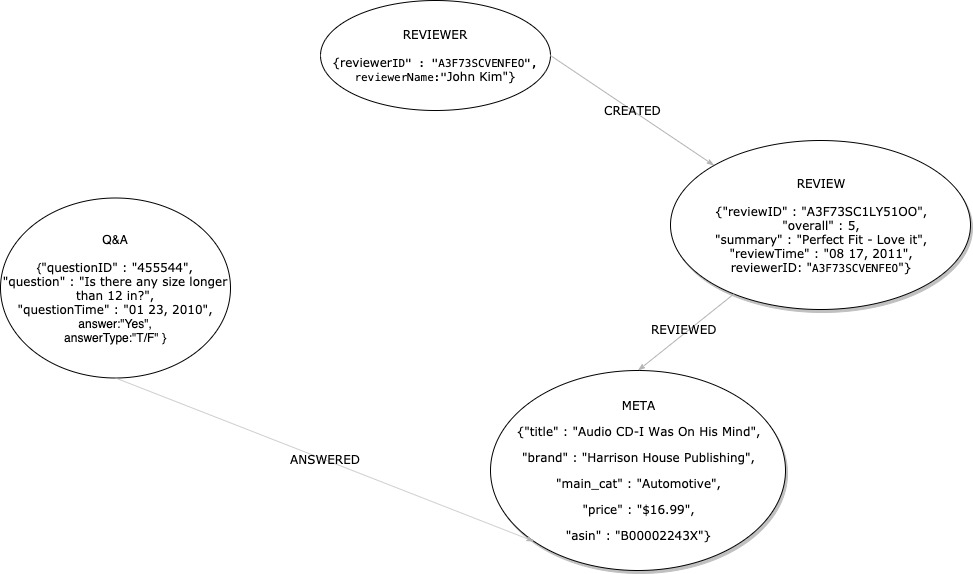 REVIEWER
{reviewerID" : "A3F73SCVENFE0",
reviewerName:"John Kim"}
CREATED
REVIEW
{"reviewID" : "A3F73SC1LY51OO",
"overall" : 5,
"summary" : "Perfect Fit - Love it",
"reviewTime" : "08 17, 2011",
reviewerID: "A3F73SVENFE0"}
Q&A
{"questionID" : "455544",
"question" : "Is there any size longer
than 12 in?",
"questionTime" : "01 23, 2010",
answer:"Yes",
answerType:"T/F" }
REVIEWED
META
{"title" : "Audio CD-I Was On His Mind",
"brand" : "Harrison House Publishing",
"main_cat" : "Automotive",
"price" : "$16.99",
"asin" : "B00002243X"}
ANSWERED